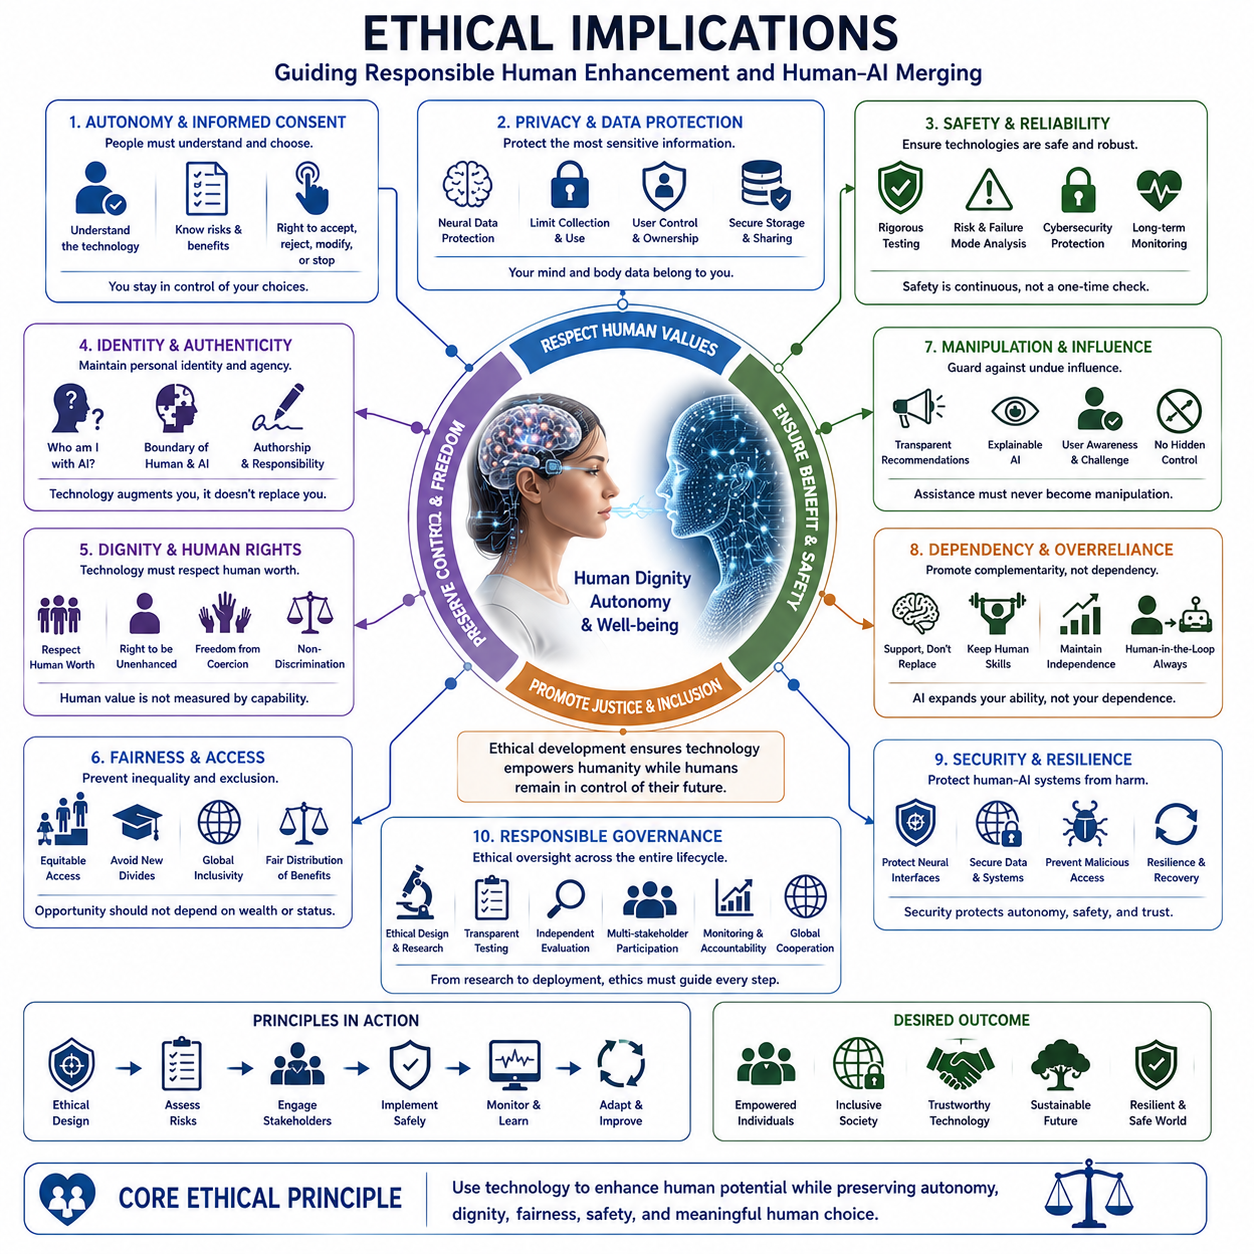 ETHICAL IMPLICATIONS
Guiding Responsible Human Enhancement and Human–AI Merging
1. AUTONOMY & INFORMED CONSENT
People must understand and choose.
Understand
the technology
Know risks &
benefits
Right to accept,
reject, modify,
or stop
You stay in control of your choices.
2. PRIVACY & DATA PROTECTION
Protect the most sensitive information.
Neural Data
Protection
Limit Collection
& Use
User Control
& Ownership
Secure Storage
& Sharing
Your mind and body data belong to you.
3. SAFETY & RELIABILITY
Ensure technologies are safe and robust.
Rigorous
Testing
Risk & Failure
Mode Analysis
Cybersecurity
Protection
Long-term
Monitoring
Safety is continuous, not a one-time check.
4. IDENTITY & AUTHENTICITY
Maintain personal identity and agency.
?
?
Who am I
with AI?
Boundary of
Human & AI
Authorship
& Responsibility
Technology augments you, it doesn't replace you.
RESPECT HUMAN VALUES
PRESERVE CONTROL & FREEDOM
ENSURE BENEFIT & SAFETY
PROMOTE JUSTICE & INCLUSION
Human Dignity
Autonomy
& Well-being
7. MANIPULATION & INFLUENCE
Guard against undue influence.
Transparent
Recommendations
Explainable
AI
User Awareness
& Challenge
No Hidden
Control
Assistance must never become manipulation.
5. DIGNITY & HUMAN RIGHTS
Technology must respect human worth.
Respect
Human Worth
Right to be
Unenhanced
Freedom from
Coercion
Non-
Discrimination
Human value is not measured by capability.
8. DEPENDENCY & OVERRELIANCE
Promote complementarity, not dependency.
Support, Don't
Replace
Keep Human
Skills
Maintain
Independence
Human-in-the-Loop
Always
AI expands your ability, not your dependence.
6. FAIRNESS & ACCESS
Prevent inequality and exclusion.
Equitable
Access
Avoid New
Divides
Global
Inclusivity
Fair Distribution
of Benefits
Opportunity should not depend on wealth or status.
Ethical development ensures technology
empowers humanity while humans
remain in control of their future.
9. SECURITY & RESILIENCE
Protect human-AI systems from harm.
Protect Neural
Interfaces
Secure Data
& Systems
Prevent Malicious
Access
Resilience &
Recovery
Security protects autonomy, safety, and trust.
10. RESPONSIBLE GOVERNANCE
Ethical oversight across the entire lifecycle.
Ethical Design
& Research
Transparent
Testing
Independent
Evaluation
Multi-stakeholder
Participation
Monitoring &
Accountability
Global
Cooperation
From research to deployment, ethics must guide every step.
PRINCIPLES IN ACTION
Ethical
Design
Assess
Risks
Engage
Stakeholders
Implement
Safely
Monitor &
Learn
Adapt &
Improve
DESIRED OUTCOME
Empowered
Individuals
Inclusive
Society
Trustworthy
Technology
Sustainable
Future
Resilient &
Safe World
CORE ETHICAL PRINCIPLE
Use technology to enhance human potential while preserving autonomy,
dignity, fairness, safety, and meaningful human choice.